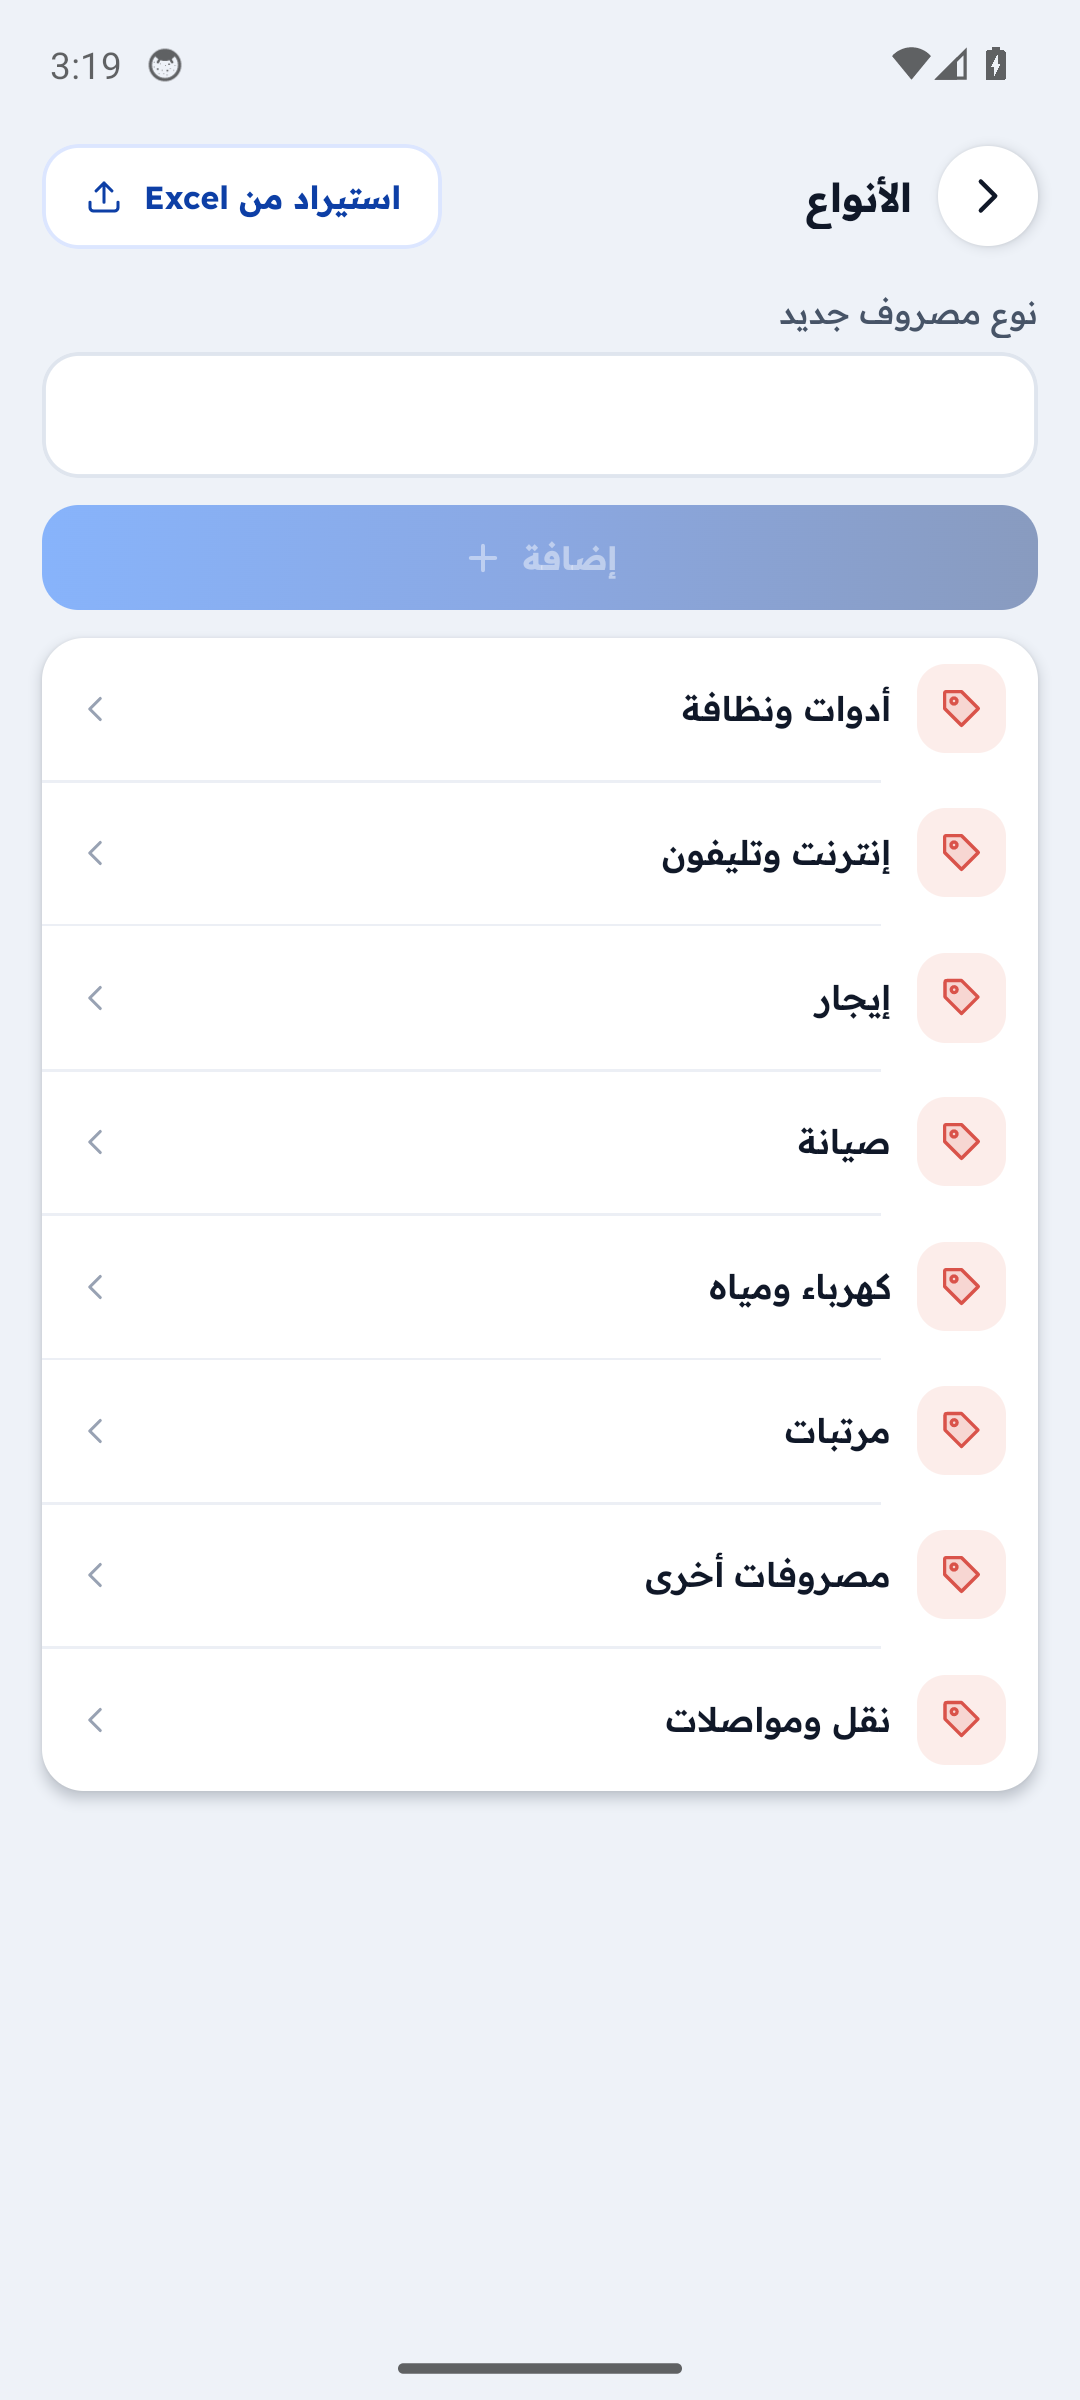 3:19
الأنواع
استيراد من Excel
نوع مصروف جديد
إضافة
أدوات ونظافة
إنترنت وتليفون
إيجار
صيانة
كهرباء ومياه
مرتبات
مصروفات أخرى
نقل ومواصلات